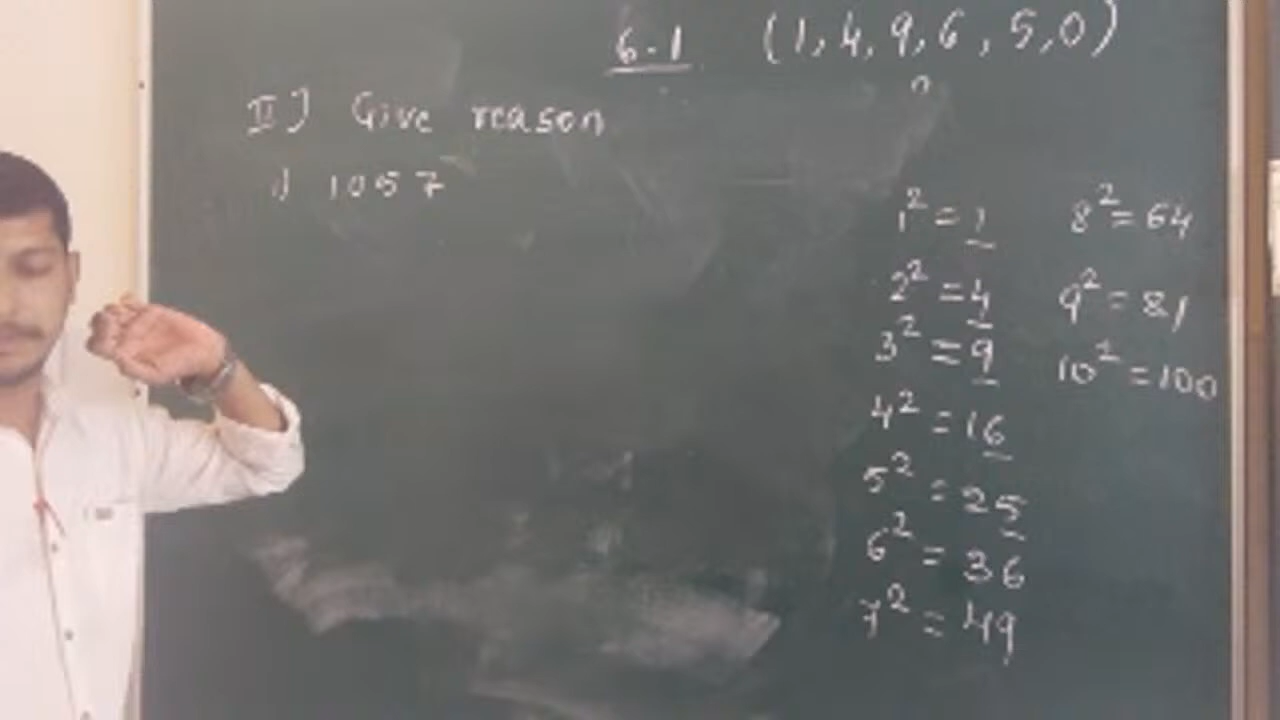 6.1 (1, 4, 9, 6, 5, 0)
II) Give reason
i) 1057
1² = 1
2² = 4
3² = 9
4² = 16
5² = 25
6² = 36
7² = 49
8² = 64
9² = 81
10² = 100